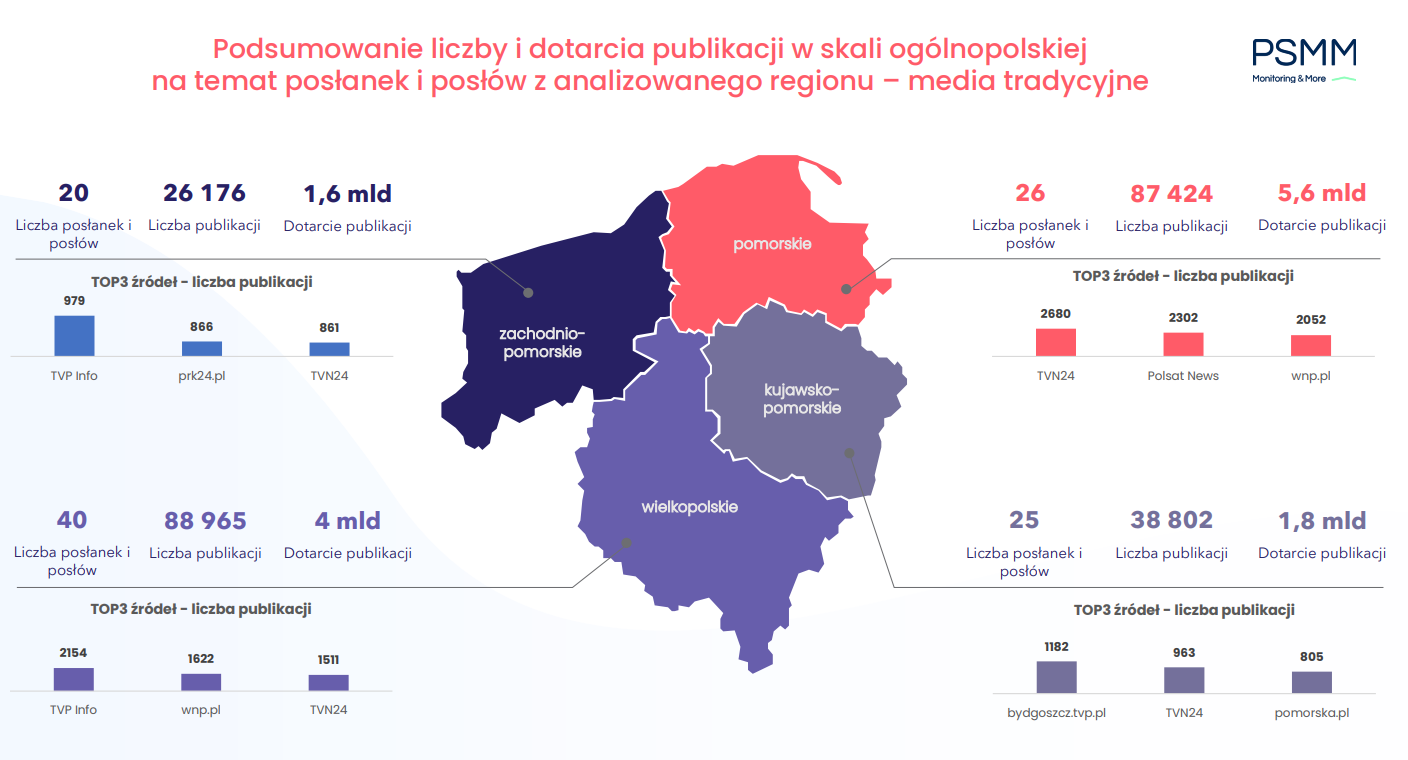 Podsumowanie liczby i dotarcia publikacji w skali ogólnopolskiej
na temat posłanek i posłów z analizowanego regionu – media tradycyjne
PSMM
Monitoring & More
20
26 176
1,6 mld
Liczba posłanek i
posłów
Liczba publikacji
Dotarcie publikacji
TOP3 źródeł - liczba publikacji
979
866
861
TVP Info
prk24.pl
TVN24
26
87 424
5,6 mld
Liczba posłanek i
posłów
Liczba publikacji
Dotarcie publikacji
TOP3 źródeł - liczba publikacji
2680
2302
2052
TVN24
Polsat News
wnp.pl
pomorskie
zachodnio-
pomorskie
kujawsko-
pomorskie
wielkopolskie
40
88 965
4 mld
Liczba posłanek i
posłów
Liczba publikacji
Dotarcie publikacji
TOP3 źródeł - liczba publikacji
2154
1622
1511
TVP Info
wnp.pl
TVN24
25
38 802
1,8 mld
Liczba posłanek i
posłów
Liczba publikacji
Dotarcie publikacji
TOP3 źródeł - liczba publikacji
1182
963
805
bydgoszcz.tvp.pl
TVN24
pomorska.pl